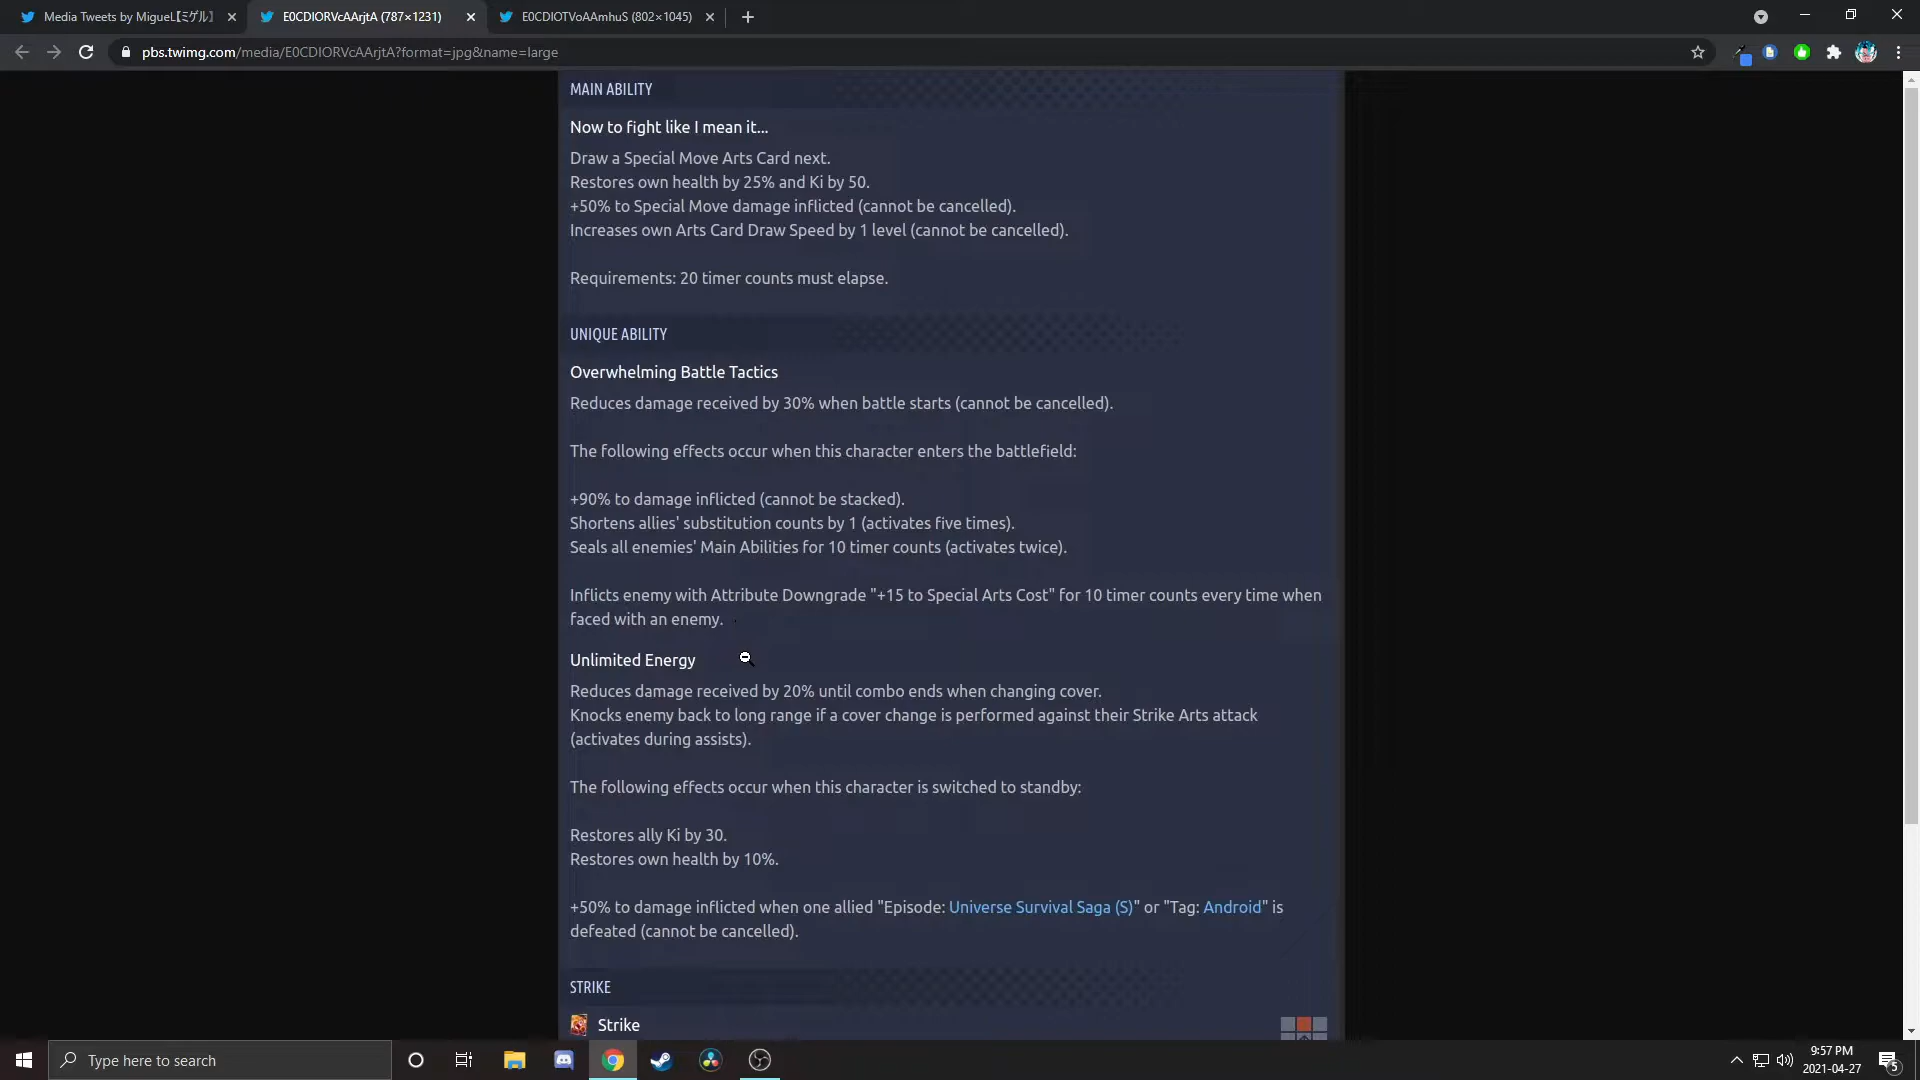 Media Tweets by MigueL【ミゲル】
E0CDIORVcAArjtA (787×1231)
E0CDIOTVoAAmhuS (802×1045)
pbs.twimg.com/media/E0CDIORVcAArjtA?format=jpg&name=large
MAIN ABILITY
Now to fight like I mean it...
Draw a Special Move Arts Card next.
Restores own health by 25% and Ki by 50.
+50% to Special Move damage inflicted (cannot be cancelled).
Increases own Arts Card Draw Speed by 1 level (cannot be cancelled).
Requirements: 20 timer counts must elapse.
UNIQUE ABILITY
Overwhelming Battle Tactics
Reduces damage received by 30% when battle starts (cannot be cancelled).
The following effects occur when this character enters the battlefield:
+90% to damage inflicted (cannot be stacked).
Shortens allies' substitution counts by 1 (activates five times).
Seals all enemies' Main Abilities for 10 timer counts (activates twice).
Inflicts enemy with Attribute Downgrade "+15 to Special Arts Cost" for 10 timer counts every time when
faced with an enemy.
Unlimited Energy
Reduces damage received by 20% until combo ends when changing cover.
Knocks enemy back to long range if a cover change is performed against their Strike Arts attack
(activates during assists).
The following effects occur when this character is switched to standby:
Restores ally Ki by 30.
Restores own health by 10%.
+50% to damage inflicted when one allied "Episode: Universe Survival Saga (S)" or "Tag: Android" is
defeated (cannot be cancelled).
STRIKE
Strike
Type here to search
9:57 PM
2021-04-27
5